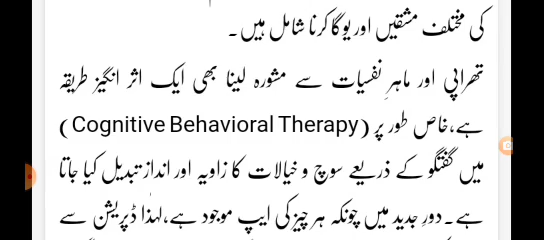 کی مختلف مشقیں اور یوگا کرنا شامل ہیں۔
تھراپی اور ماہرِ نفسیات سے مشورہ لینا بھی ایک اثر انگیز طریقہ
ہے،خاص طور پر (Cognitive Behavioral Therapy)
میں گفتگو کے ذریعے سوچ و خیالات کا زاویہ اور انداز تبدیل کیا جاتا
ہے۔دورِ جدید میں چونکہ ہر چیز کی ایپ موجود ہے،لہٰذا ڈپریشن سے